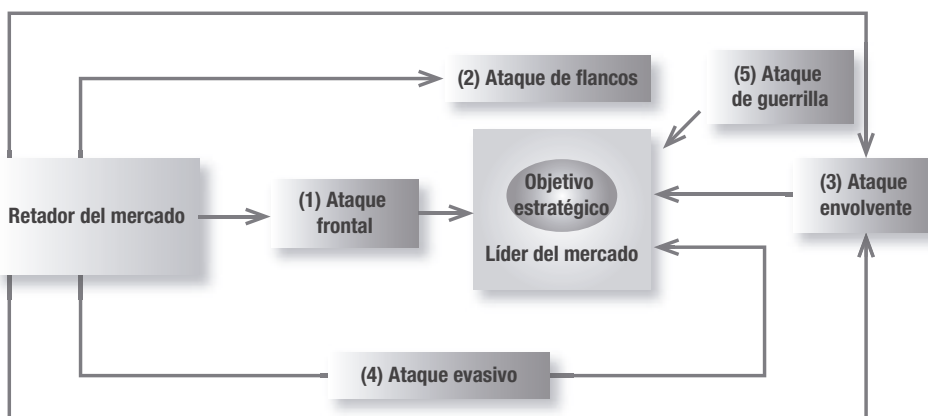 (2) Ataque de flancos
(5) Ataque
de guerrilla
Retador del mercado
(1) Ataque
frontal
Objetivo
estratégico
Líder del mercado
(3) Ataque
envolvente
(4) Ataque evasivo